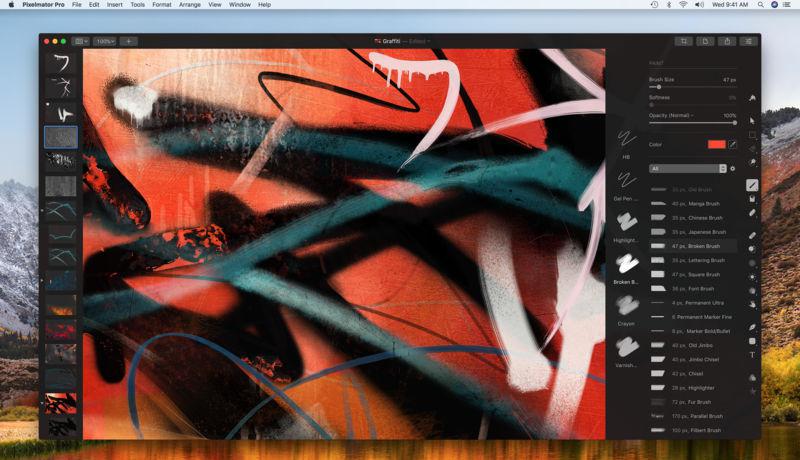 Pixelmator Pro File Edit Insert Tools Format Arrange View Window Help
Wed 9:41 AM
100%
Graffiti — Edited
PAINT
Brush Size 47 px
Softness 0%
Opacity (Normal) 100%
Color
All
HB
Gel Pen ...
Highlight...
Broken B...
Crayon
Varnish...
35 px, Old Brush
40 px, Manga Brush
35 px, Chinese Brush
35 px, Japanese Brush
47 px, Broken Brush
35 px, Lettering Brush
47 px, Square Brush
36 px, Font Brush
4 px, Permanent Ultra
6 Permanent Marker Fine
8 px, Marker Bold/Bullet
40 px, Old Jimbo
40 px, Jimbo Chisel
42 px, Chisel
28 px, Highlighter
72 px, Fur Brush
170 px, Parallel Brush
100 px, Filbert Brush